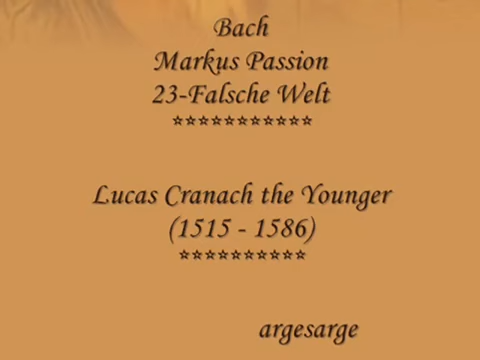 Bach
Markus Passion
23-Falsche Welt
***********
Lucas Cranach the Younger
(1515 - 1586)
**********
argesarge